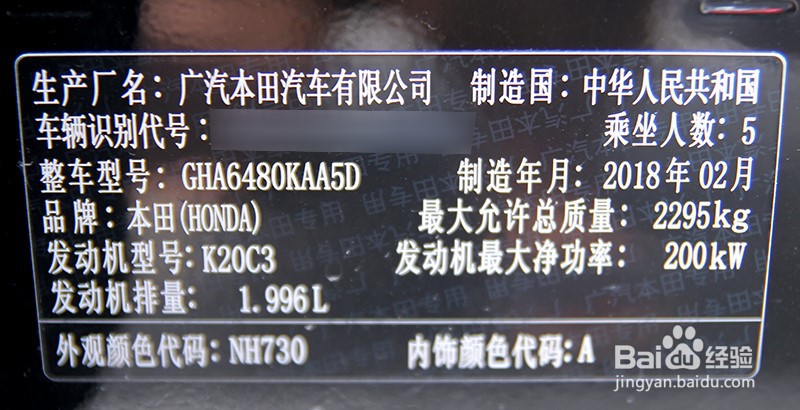 生产厂名：广汽本田汽车有限公司 制造国：中华人民共和国
车辆识别代号： 乘坐人数：5
整车型号：GHA6480KAA5D 制造年月：2018年02月
品牌：本田(HONDA) 最大允许总质量：2295kg
发动机型号：K20C3 发动机最大净功率：200kW
发动机排量：1.996L
外观颜色代码：NH730 内饰颜色代码：A
Baidu经验
jingyan.baidu.com